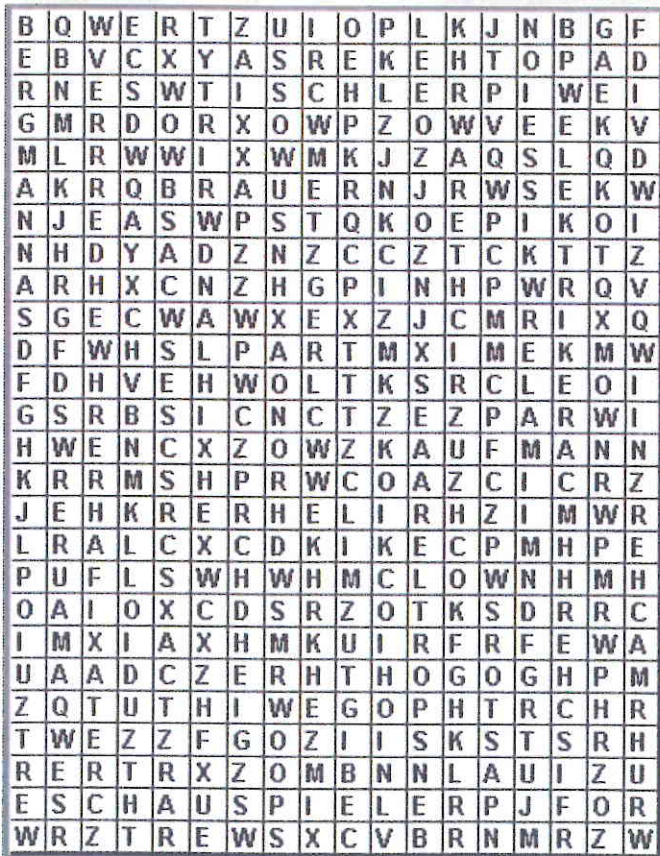 B Q W E R T Z U I O P L K J N B G F
E B V C X Y A S R E K E H T O P A D
R N E S W T I S C H L E R P I W E I
G M R D O R X O W P Z O W V E E K V
M L R W W I X W M K J Z A Q S L Q D
A K R Q B R A U E R N J R W S E K W
N J E A S W P S T Q K O E P I K O I
N H D Y A D Z N Z C C Z T C K T T Z
A R H X C N Z H G P I N H P W R Q V
S G E C W A W X E X Z J C M R I X Q
D F W H S L P A R T M X I M E K M W
F D H V E H W O L T K S R C L E O I
G S R B S I C N C T Z E Z P A R W I
H W E N C X Z O W Z K A U F M A N N
K R R M S H P R W C O A Z C I C R Z
J E H K R E R H E L I R H Z I M W R
L R A L C X C D K I K E C P M H P E
P U F L S W H W H M C L O W N H M H
O A I O X C D S R Z O T K S D R R C
I M X I A X H M K U I R F R F E W A
U A A D C Z E R H T H O G O G H P M
Z Q T U T H I W E G O P H T R C H R
T W E Z Z F G O Z I I S K S T S R H
R E R T R X Z O M B N N L A U I Z U
E S C H A U S P I E L E R P J F O R
W R Z T R E W S X C V B R N M R Z W